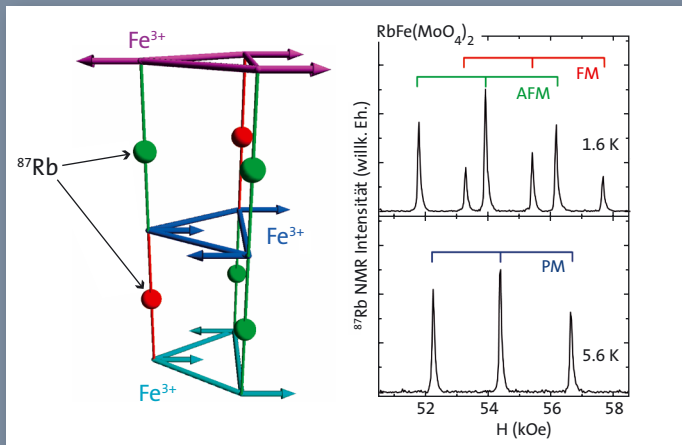 Fe³⁺
⁸⁷Rb
Fe³⁺
Fe³⁺
RbFe(MoO₄)₂
FM
AFM
1.6 K
PM
5.6 K
⁸⁷Rb NMR Intensität (willk. Eh.)
52 54 56 58
H (kOe)